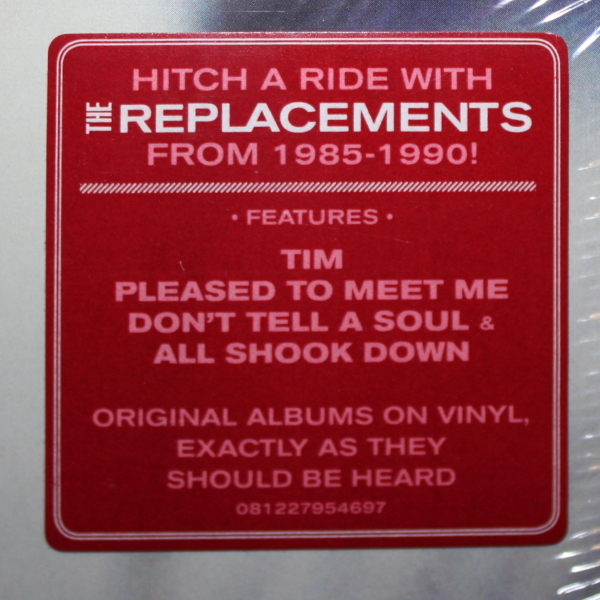 HITCH A RIDE WITH
THE REPLACEMENTS
FROM 1985-1990!
• FEATURES •
TIM
PLEASED TO MEET ME
DON'T TELL A SOUL &
ALL SHOOK DOWN
ORIGINAL ALBUMS ON VINYL,
EXACTLY AS THEY
SHOULD BE HEARD
081227954697